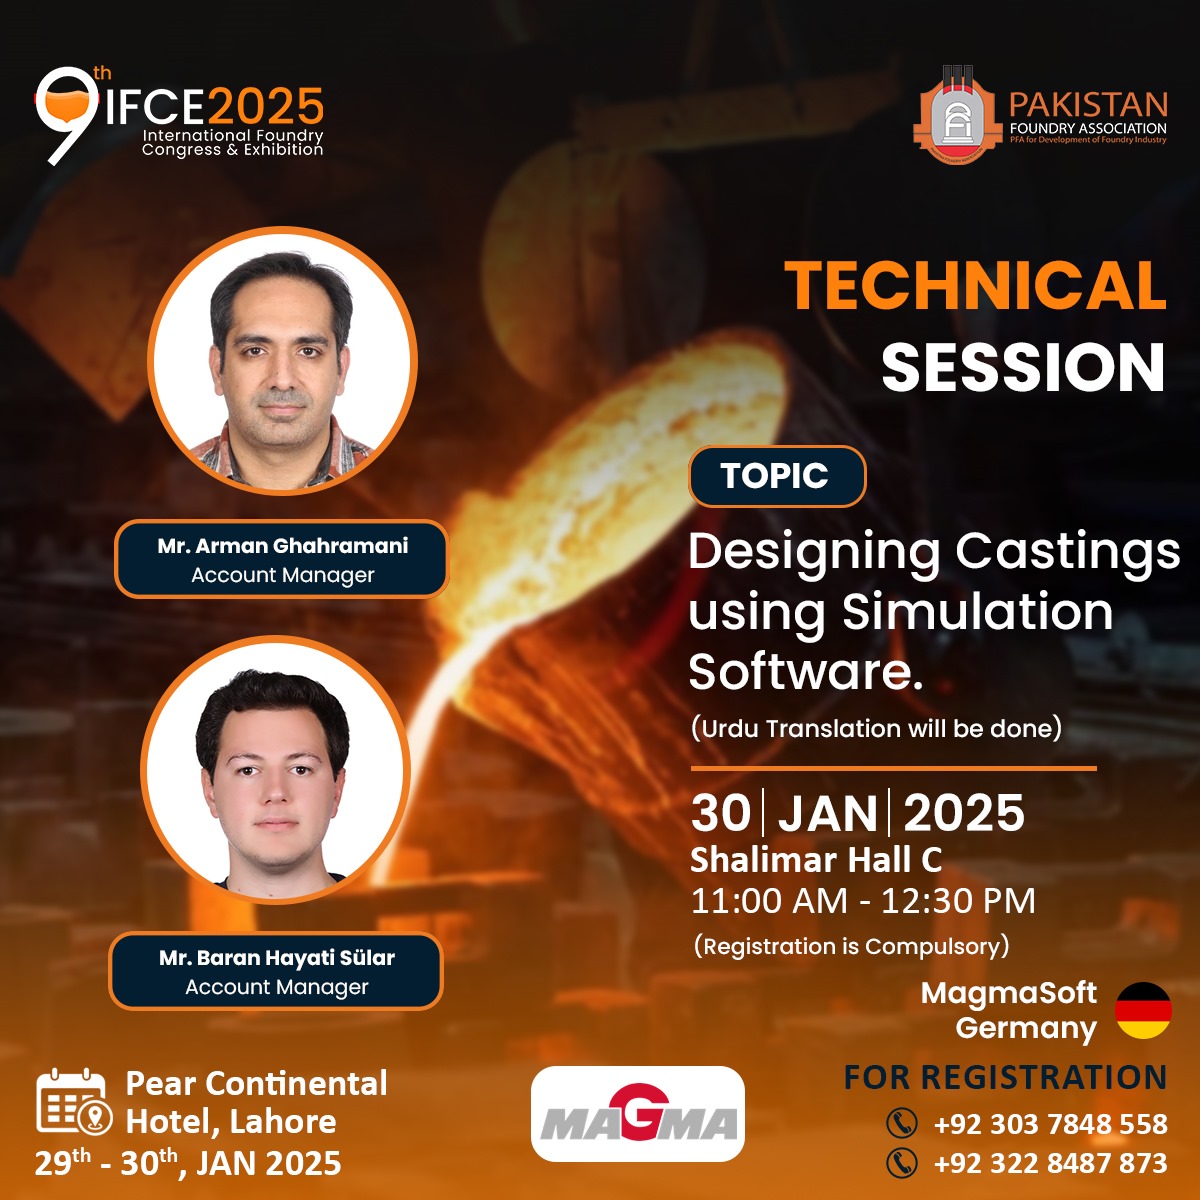 9th IFCE2025
International Foundry
Congress & Exhibition
PAKISTAN
FOUNDRY ASSOCIATION
PFA for Development of Foundry Industry
TECHNICAL
SESSION
Mr. Arman Ghahramani
Account Manager
TOPIC
Designing Castings
using Simulation
Software.
(Urdu Translation will be done)
30 | JAN | 2025
Shalimar Hall C
11:00 AM - 12:30 PM
(Registration is Compulsory)
Mr. Baran Hayati Sülar
Account Manager
MagmaSoft
Germany
Pear Continental
Hotel, Lahore
29th - 30th, JAN 2025
MAGMA
FOR REGISTRATION
+92 303 7848 558
+92 322 8487 873